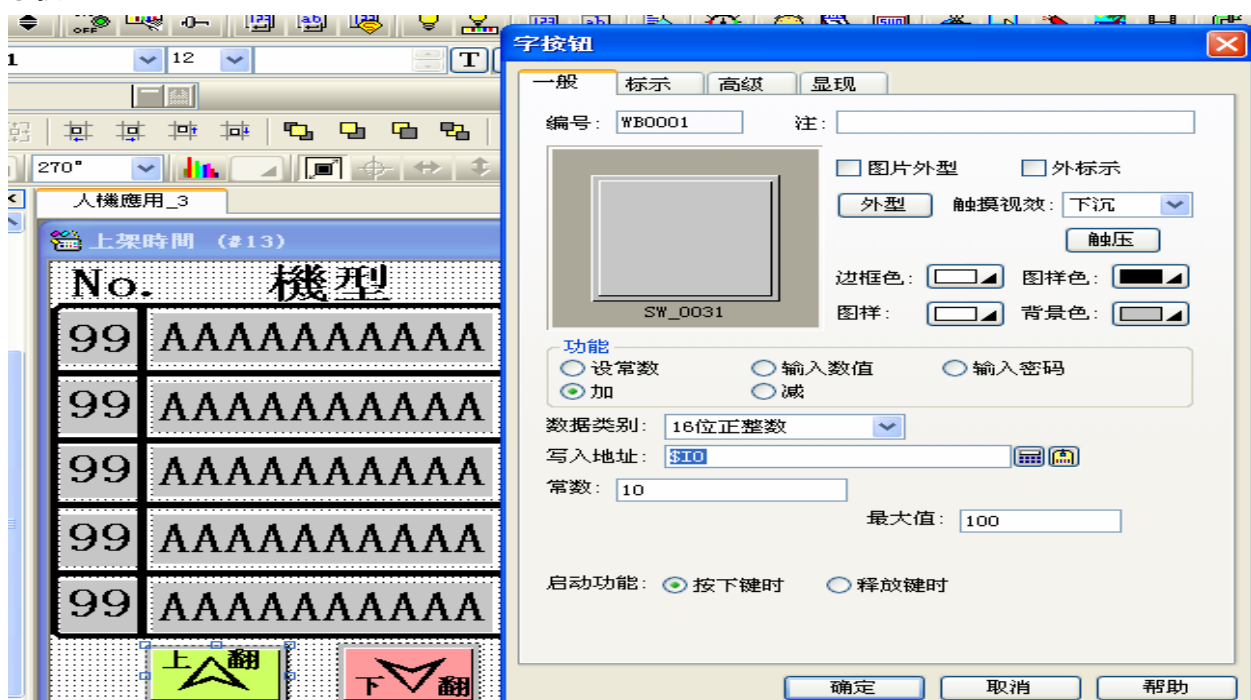 1
12
T
270°
人機應用_3
上架時間 (#13)
No. 機型
99 AAAAAAAAAA
99 AAAAAAAAAA
99 AAAAAAAAAA
99 AAAAAAAAAA
99 AAAAAAAAAA
上翻
下翻
字按钮
一般 标示 高级 显现
编号: WB0001 注:
图片外型 外标示
外型 触摸视效: 下沉
触压
边框色: 图样色:
SW_0031
图样: 背景色:
功能
设常数 输入数值 输入密码
加 减
数据类别: 16位正整数
写入地址: $I0
常数: 10
最大值: 100
启动功能: 按下键时 释放键时
确定 取消 帮助